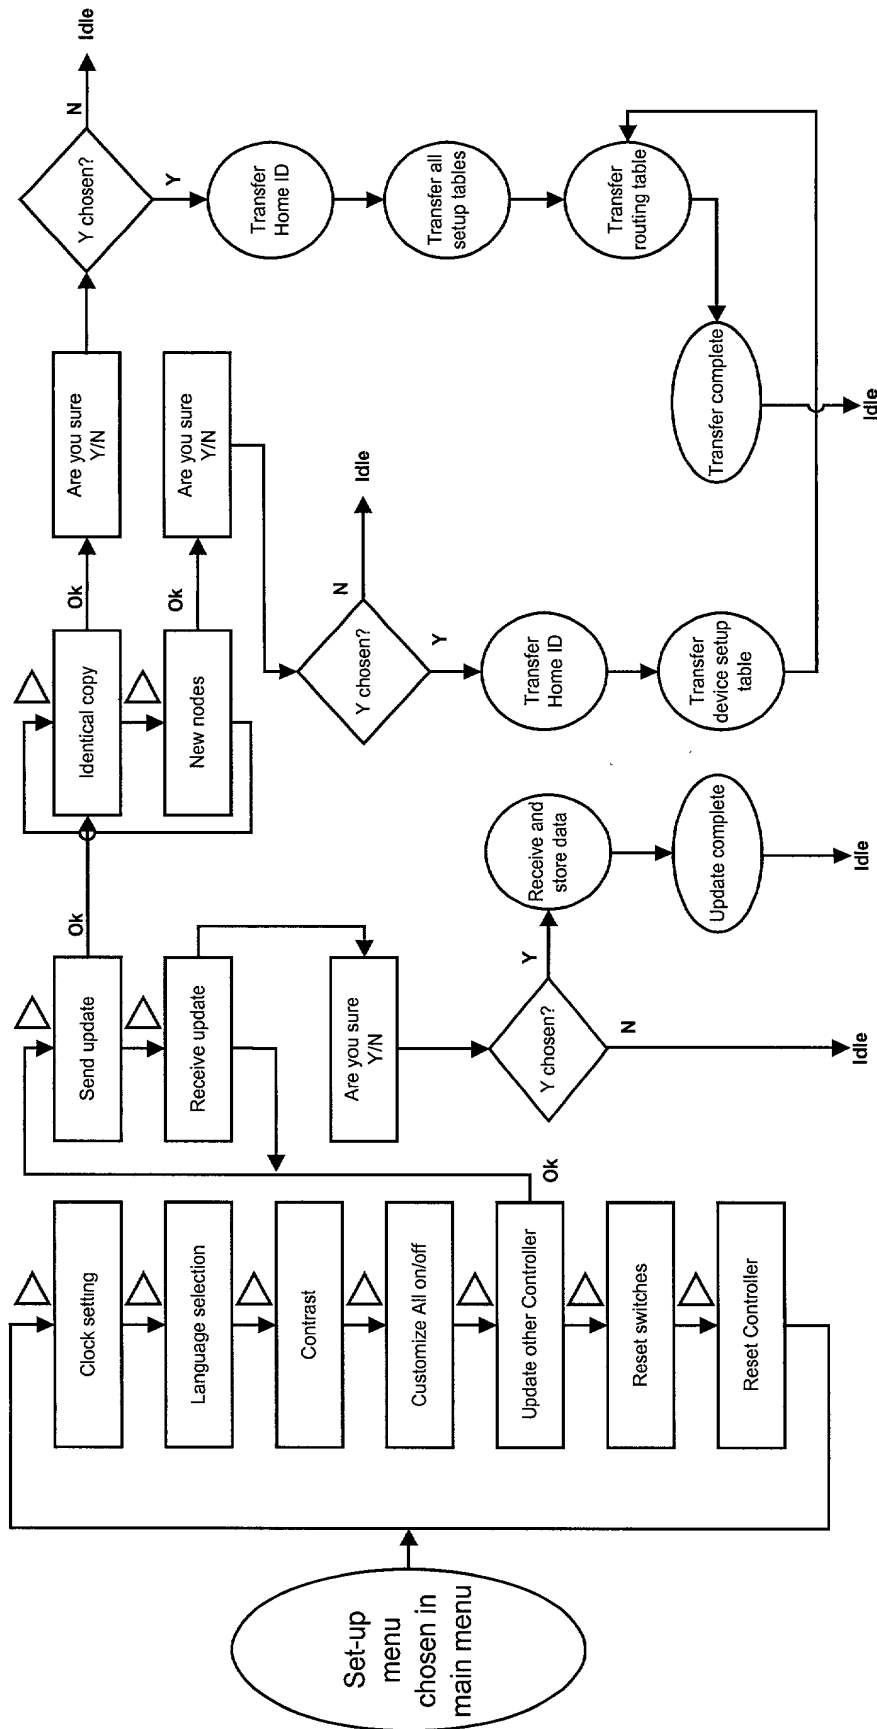 Set-up
menu
chosen in
main menu
Clock setting
Language selection
Contrast
Customize All on/off
Update other Controller
Reset switches
Reset Controller
Ok
Send update
Receive update
Are you sure
Y/N
Y chosen?
N
Idle
Y
Receive and
store data
Update complete
Idle
Ok
Identical copy
New nodes
Ok
Are you sure
Y/N
Ok
Are you sure
Y/N
Y chosen?
N
Idle
Y
Transfer
Home ID
Transfer
device setup
table
Y chosen?
N
Idle
Y
Transfer
Home ID
Transfer all
setup tables
Transfer
routing table
Transfer complete
Idle